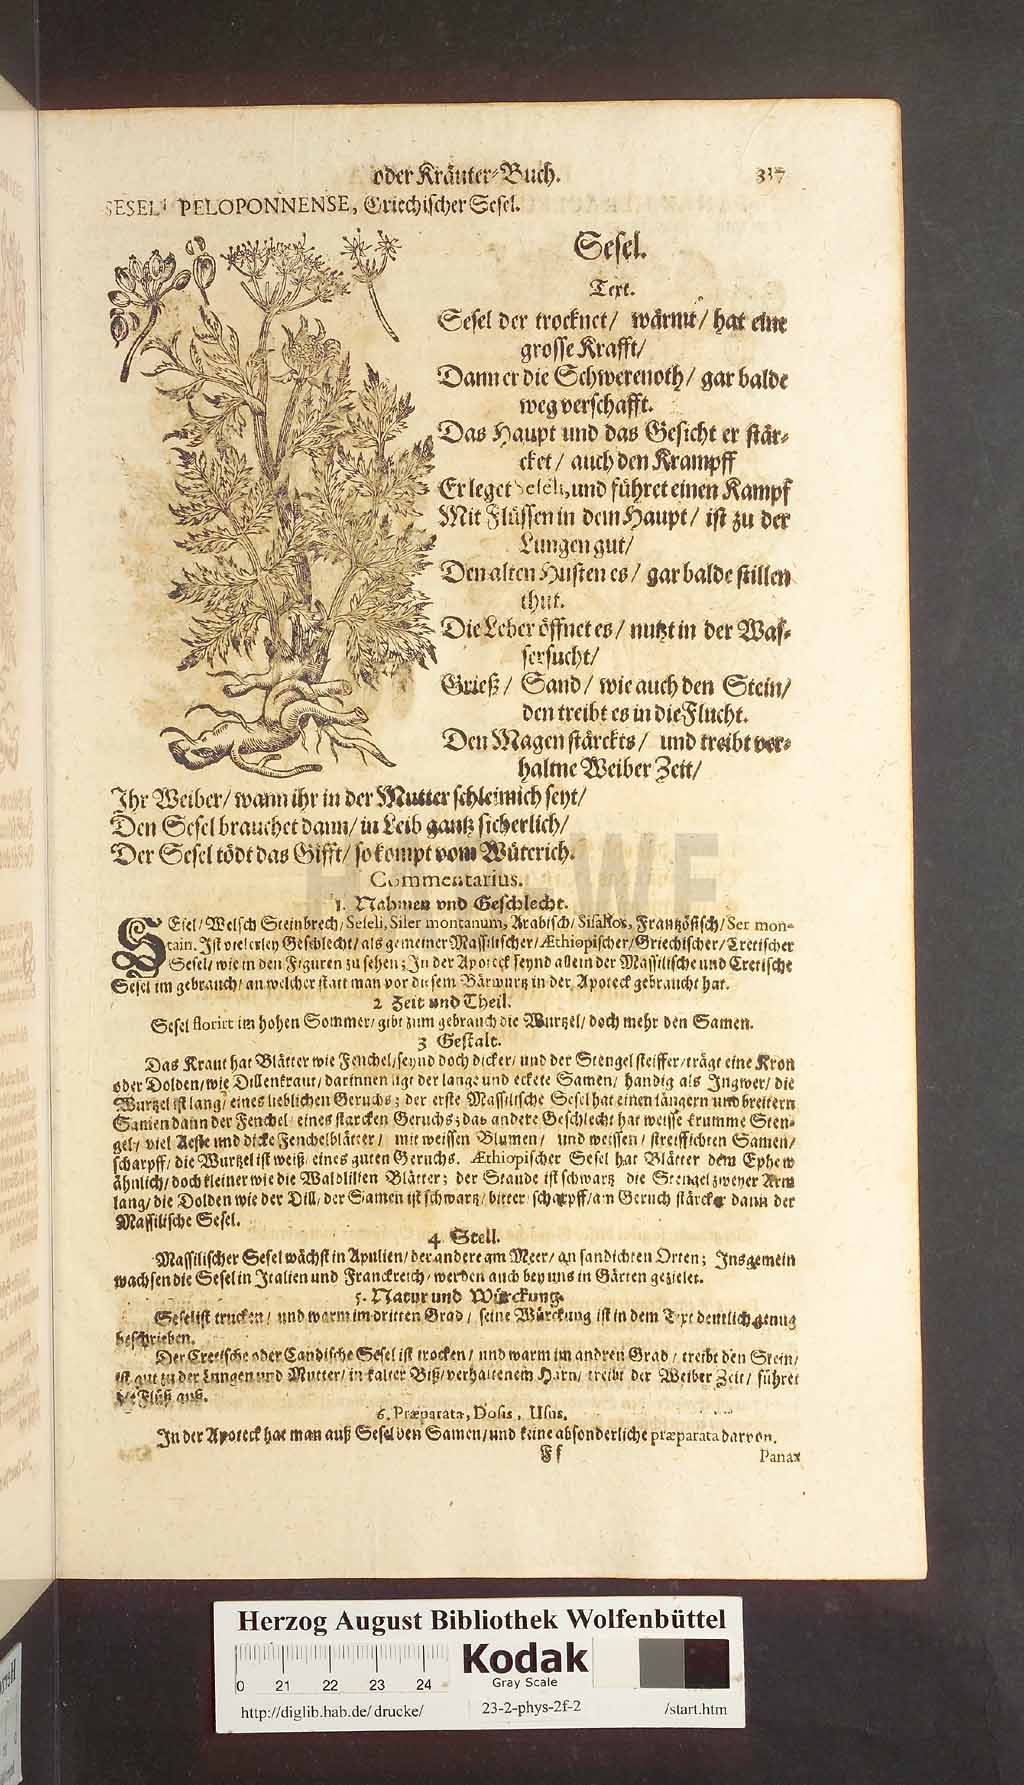 oder Kräuter-Buch.
SESELI PELOPONNENSE, Griechischer Sesel.
Sesel.
Text.
Sesel der trocknet/ wärmt/ hat eine
grosse Krafft/
Dann er die Schwerenoth/ gar balde
weg verschafft.
Das Haupt und das Gesicht er stär-
cket/ auch den Krampff
Er leget Seseli, und führet einen Kampf
Mit Flüssen in dem Haupt/ ist zu der
Lungen gut/
Den alten Husten es/ gar balde stillen
thut.
Die Leber öffnet es/ nutzt in der Was-
sersucht/
Grieß/ Sand/ wie auch den Stein/
den treibt es in die Flucht.
Den Magen stärckts/ und treibt ver-
haltne Weiber Zeit/
Ihr Weiber/ wann ihr in der Mutter schleimich seyt/
Den Sesel brauchet dann/ in Leib gantz sicherlich/
Der Sesel tödt das Gifft/ so kompt vom Wüterich.
Commentarius.
1. Nahmen vnd Geschlecht.
SEsel/ Welsch Steinbrech/ Seseli, Siler montanum, Arabisch/ Frantzösisch/ Ser mon-
tain. Ist vielerley Geschlecht/ als gemeiner Massilischer/ Æthiopischer/ Griechischer/ Cretischer
Sesel/ wie in den Figuren zu sehen; In der Apoteck seynd allein der Massilische und Cretische
Sesel im gebrauch/ an welcher statt man vor diesem Bärwurtz in der Apoteck gebraucht hat.
2 Zeit und Theil.
Sesel florirt im hohen Sommer/ gibt zum gebrauch die Wurtzel/ doch mehr den Samen.
3 Gestalt.
Das Kraut hat Blätter wie Fenchel/ seynd doch dicker/ und der Stengel steiffer/ trägt eine Kron
oder Dolden/ wie Dillenkraut/ darinnen ligt der lange und eckete Samen/ handig als Ingwer/ die
Wurtzel ist lang/ eines lieblichen Geruchs; der erste Massilische Sesel hat einen längern und breitern
Samen dann der Fenchel/ eines starcken Geruchs; das andere Geschlecht hat weisse krumme Sten-
gel/ viel Aeste und dicke Fenchelblätter/ mit weissen Blumen/ und weissen/ streiffichten Samen/
scharpff/ die Wurtzel ist weiß/ eines guten Geruchs. Æthiopischer Sesel hat Blätter dem Ephew
ähnlich/ doch kleiner wie die Waldlilien Blätter; der Staude ist schwartz die Stengel zweyer Arm
lang/ die Dolden wie der Dill/ der Samen ist schwartz/ bitter/ scharpff/ am Geruch stärcker dann der
Massilische Sesel.
4. Stell.
Massilischer Sesel wächst in Apulien/ der andere am Meer/ an sandichten Orten; Insgemein
wachsen die Sesel in Italien und Franckreich/ werden auch bey uns in Gärten gezielet.
5. Natur und Würckung.
Sesel ist trucken/ und warm im dritten Grad/ seine Würckung ist in dem Text deutlich genug
beschrieben.
Der Cretische oder Candische Sesel ist trocken/ und warm im andren Grad/ treibt den Stein/
ist gut zu der Lungen und Mutter/ in kalter Biß/ verhaltenem Harn/ treibt der Weiber Zeit/ führet
die Flüß auß.
6. Præparata, Dosis, Usus.
In der Apoteck hat man auß Sesel den Samen/ und keine absonderliche præparata darvon.
Ff
Panax
HAB WF
Herzog August Bibliothek Wolfenbüttel
0 21 22 23 24
Kodak
Gray Scale
http://diglib.hab.de/drucke/
23-2-phys-2f-2
/start.htm